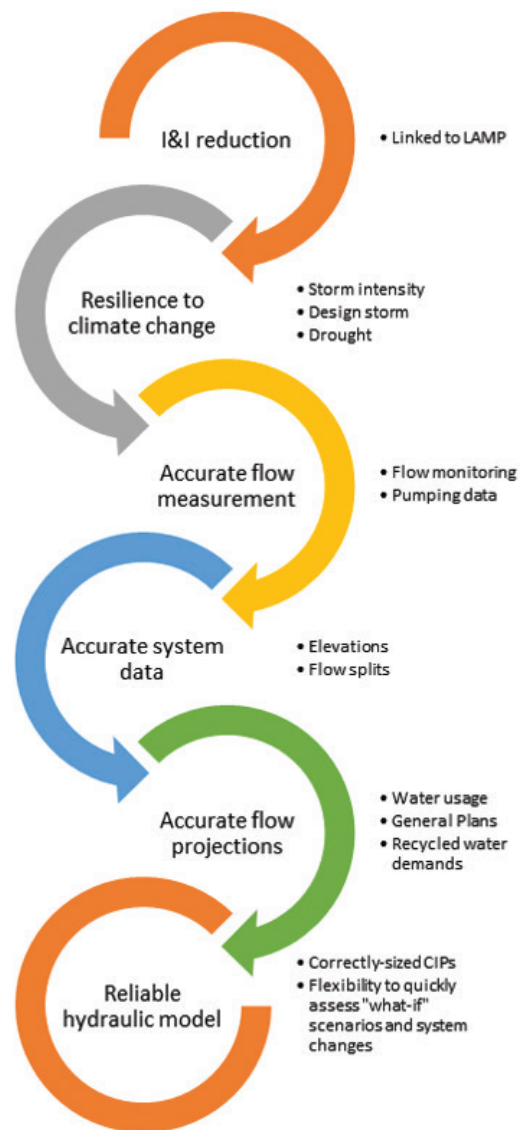 I&I reduction
• Linked to LAMP
Resilience to
climate change
• Storm intensity
• Design storm
• Drought
Accurate flow
measurement
• Flow monitoring
• Pumping data
Accurate system
data
• Elevations
• Flow splits
Accurate flow
projections
• Water usage
• General Plans
• Recycled water
demands
Reliable
hydraulic model
• Correctly-sized CIPs
• Flexibility to quickly
assess "what-if"
scenarios and system
changes